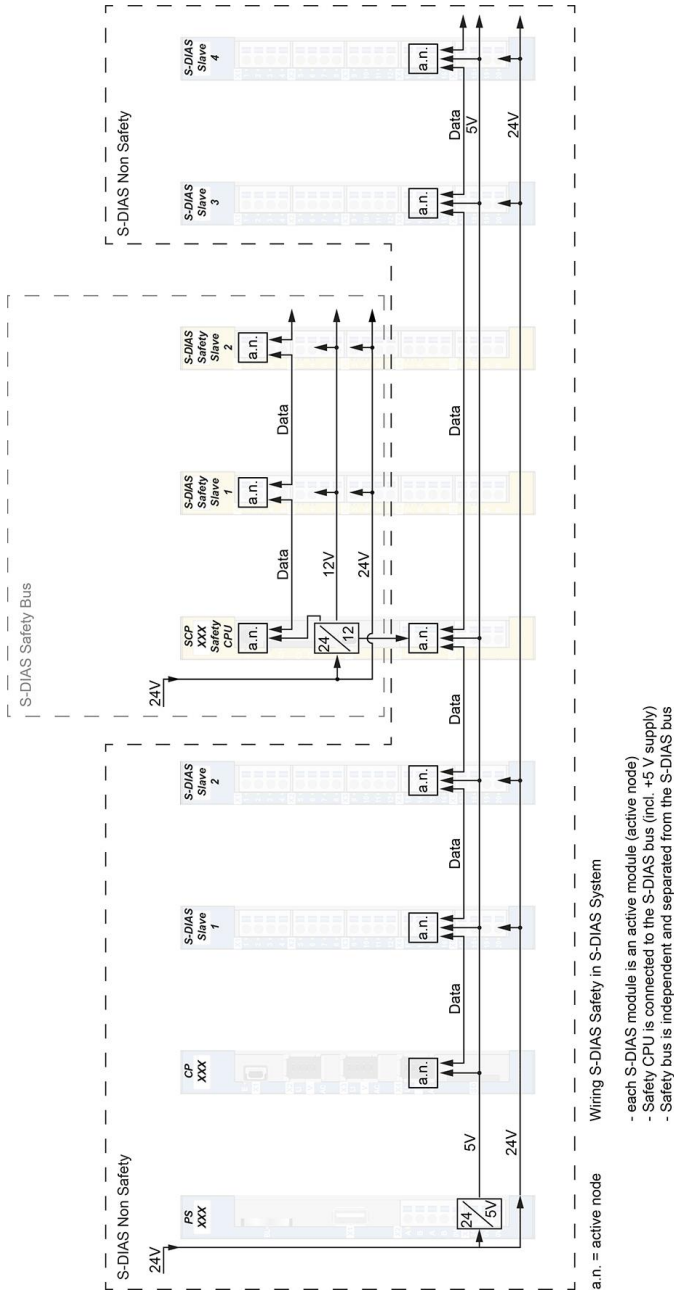 S-DIAS Safety Bus
S-DIAS Non Safety
S-DIAS Non Safety
PS
XXX
CP
XXX
S-DIAS
Slave
1
S-DIAS
Slave
2
SCP
XXX
Safety
CPU
S-DIAS
Safety
Slave
1
S-DIAS
Safety
Slave
2
S-DIAS
Slave
3
S-DIAS
Slave
4
24V
24V
a.n.
a.n.
a.n.
Data
Data
24
12
12V
24V
24
5V
5V
24V
a.n.
a.n.
a.n.
a.n.
a.n.
a.n.
Data
Data
Data
Data
Data
5V
24V
a.n. = active node
Wiring S-DIAS Safety in S-DIAS System
- each S-DIAS module is an active module (active node)
- Safety CPU is connected to the S-DIAS bus (incl. +5 V supply)
- Safety bus is independent and separated from the S-DIAS bus